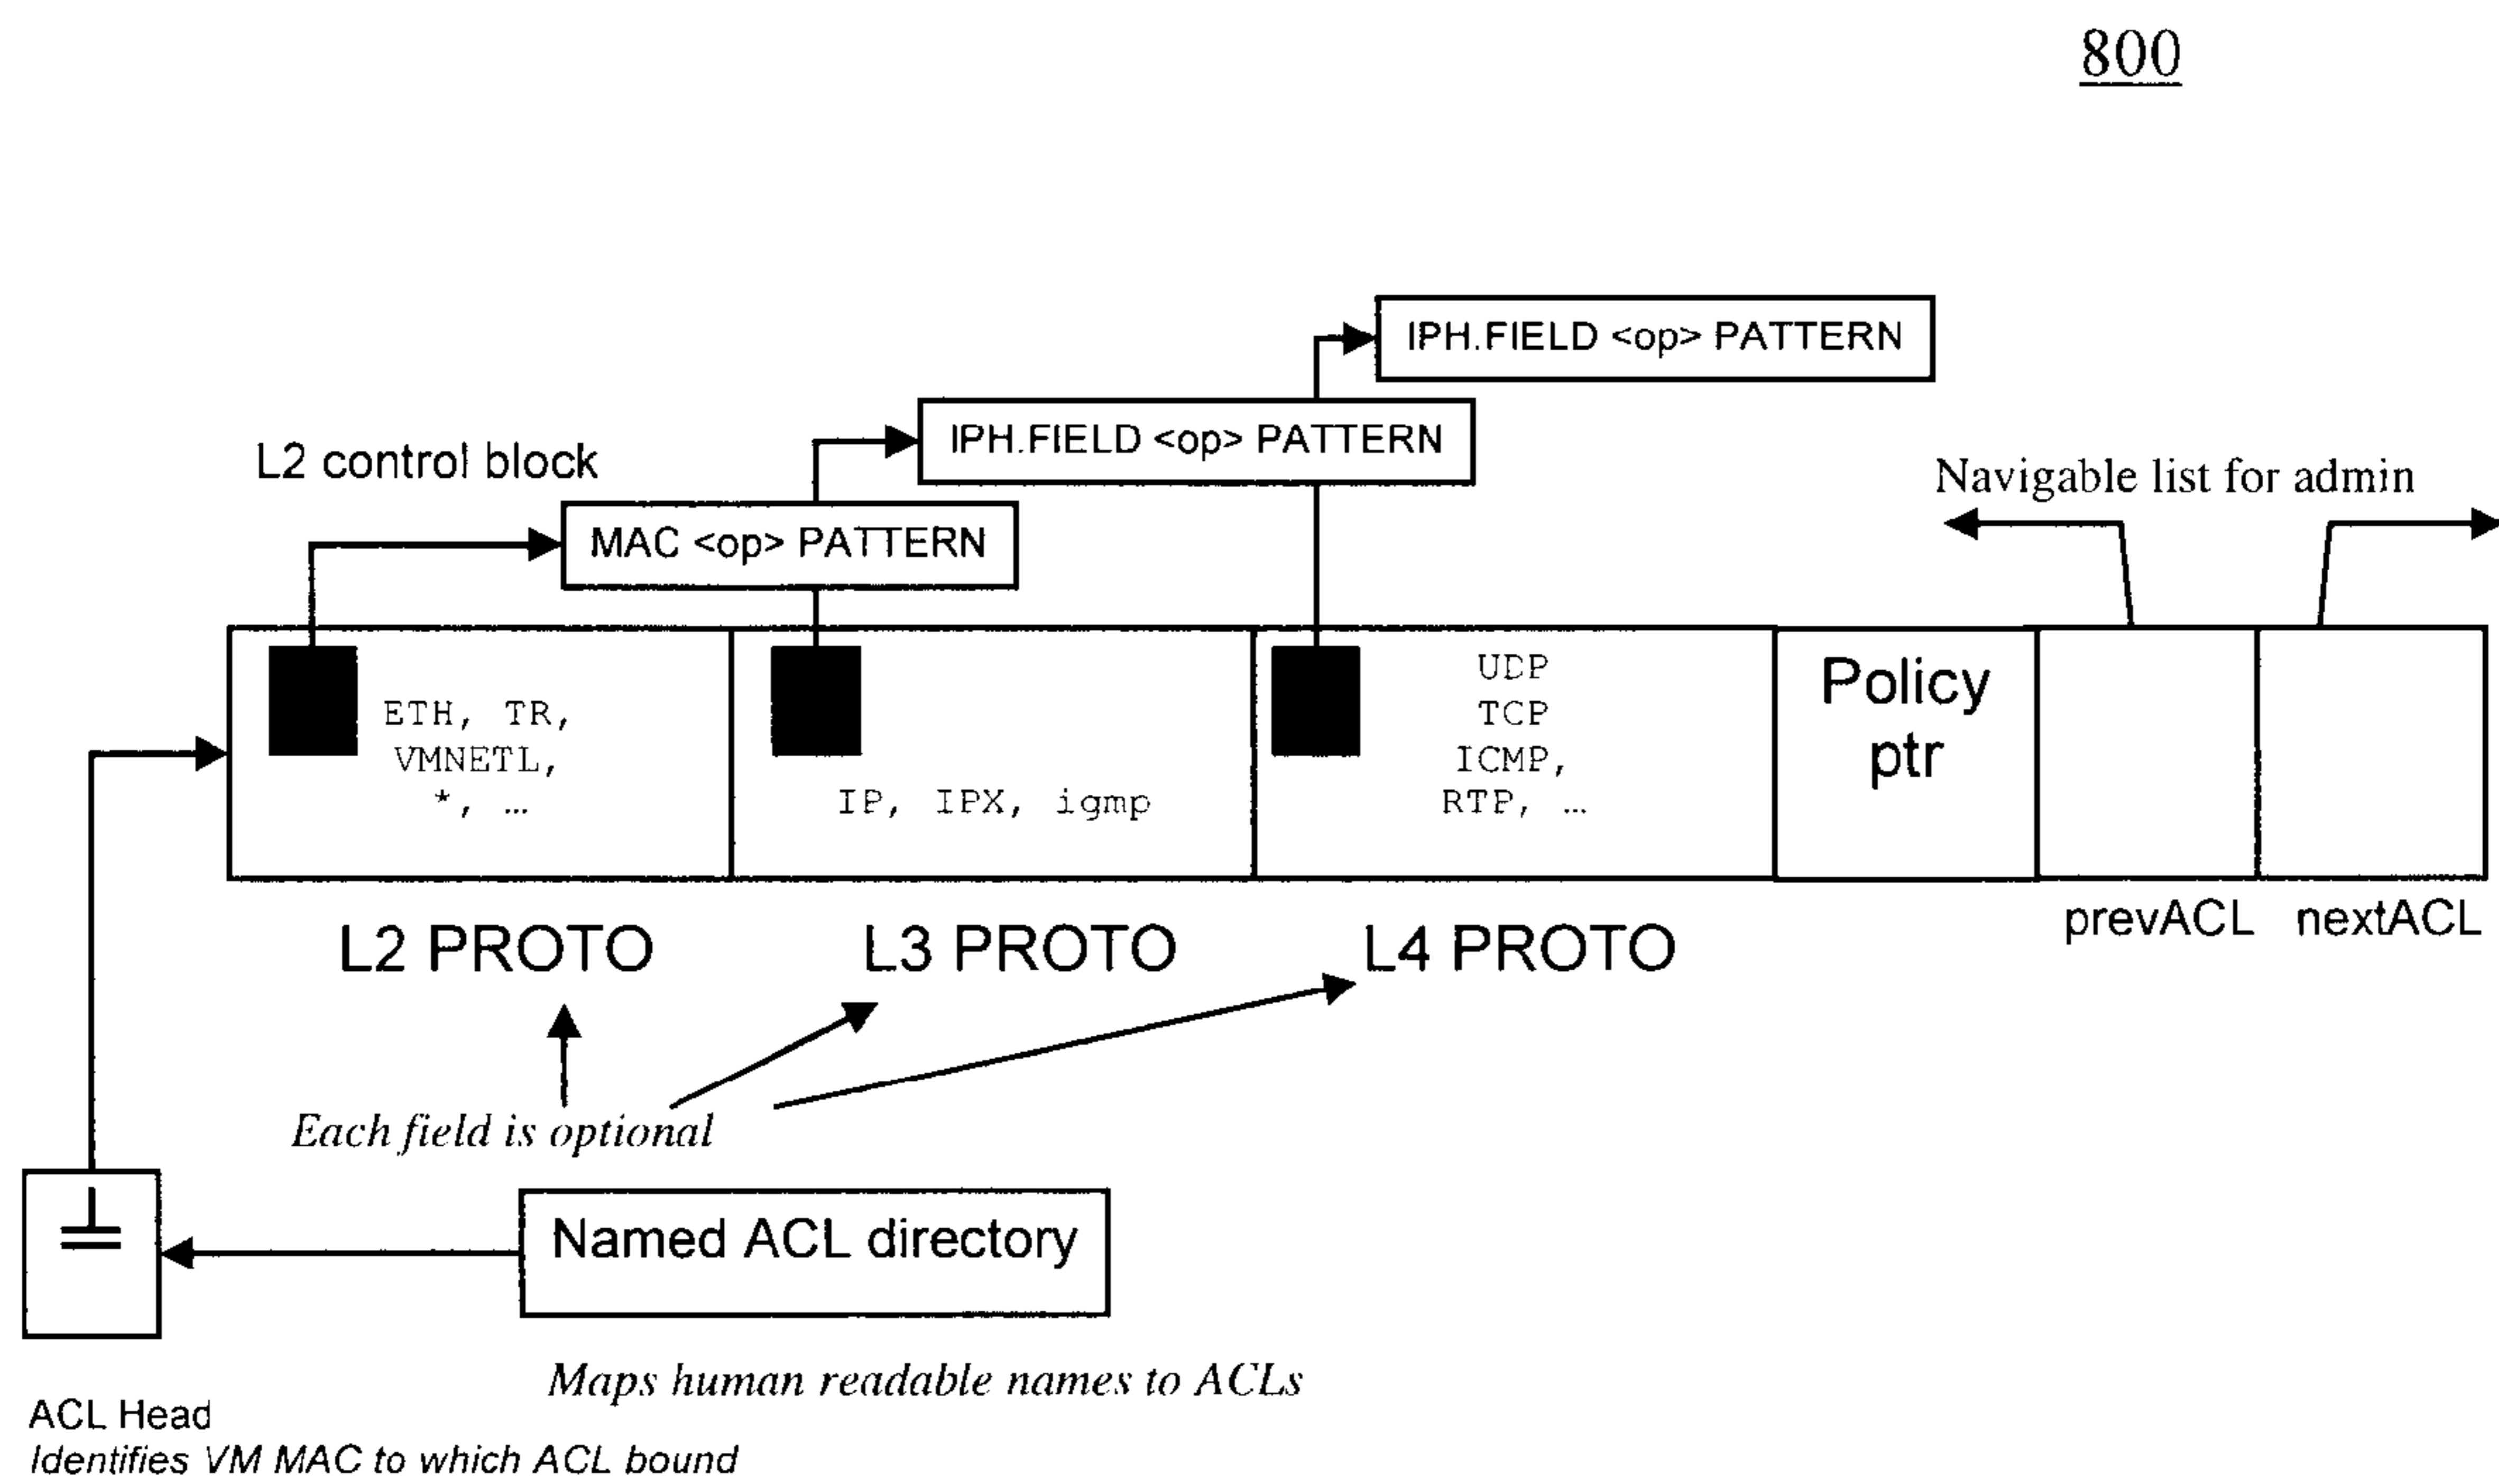 800
IPH.FIELD <op> PATTERN
IPH.FIELD <op> PATTERN
L2 control block
Navigable list for admin
MAC <op> PATTERN
ETH, TR,
VMNETL,
*, ...
IP, IPX, igmp
UDP
TCP
ICMP,
RTP, ...
Policy
ptr
L2 PROTO
L3 PROTO
L4 PROTO
prevACL
nextACL
Each field is optional
Named ACL directory
Maps human readable names to ACLs
ACL Head
Identifies VM MAC to which ACL bound